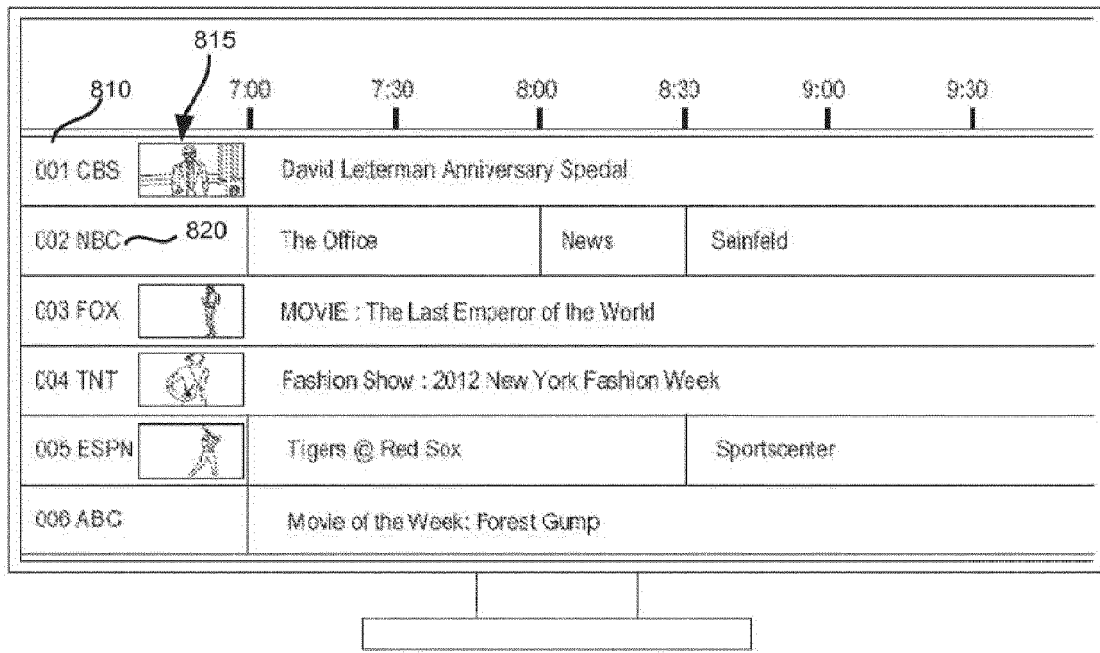 815
810 7:00 7:30 8:00 8:30 9:00 9:30
001 CBS David Letterman Anniversary Special
002 NBC 820 The Office News Seinfeld
003 FOX MOVIE : The Last Emperor of the World
004 TNT Fashion Show : 2012 New York Fashion Week
005 ESPN Tigers @ Red Sox Sportscenter
006 ABC Movie of the Week: Forest Gump